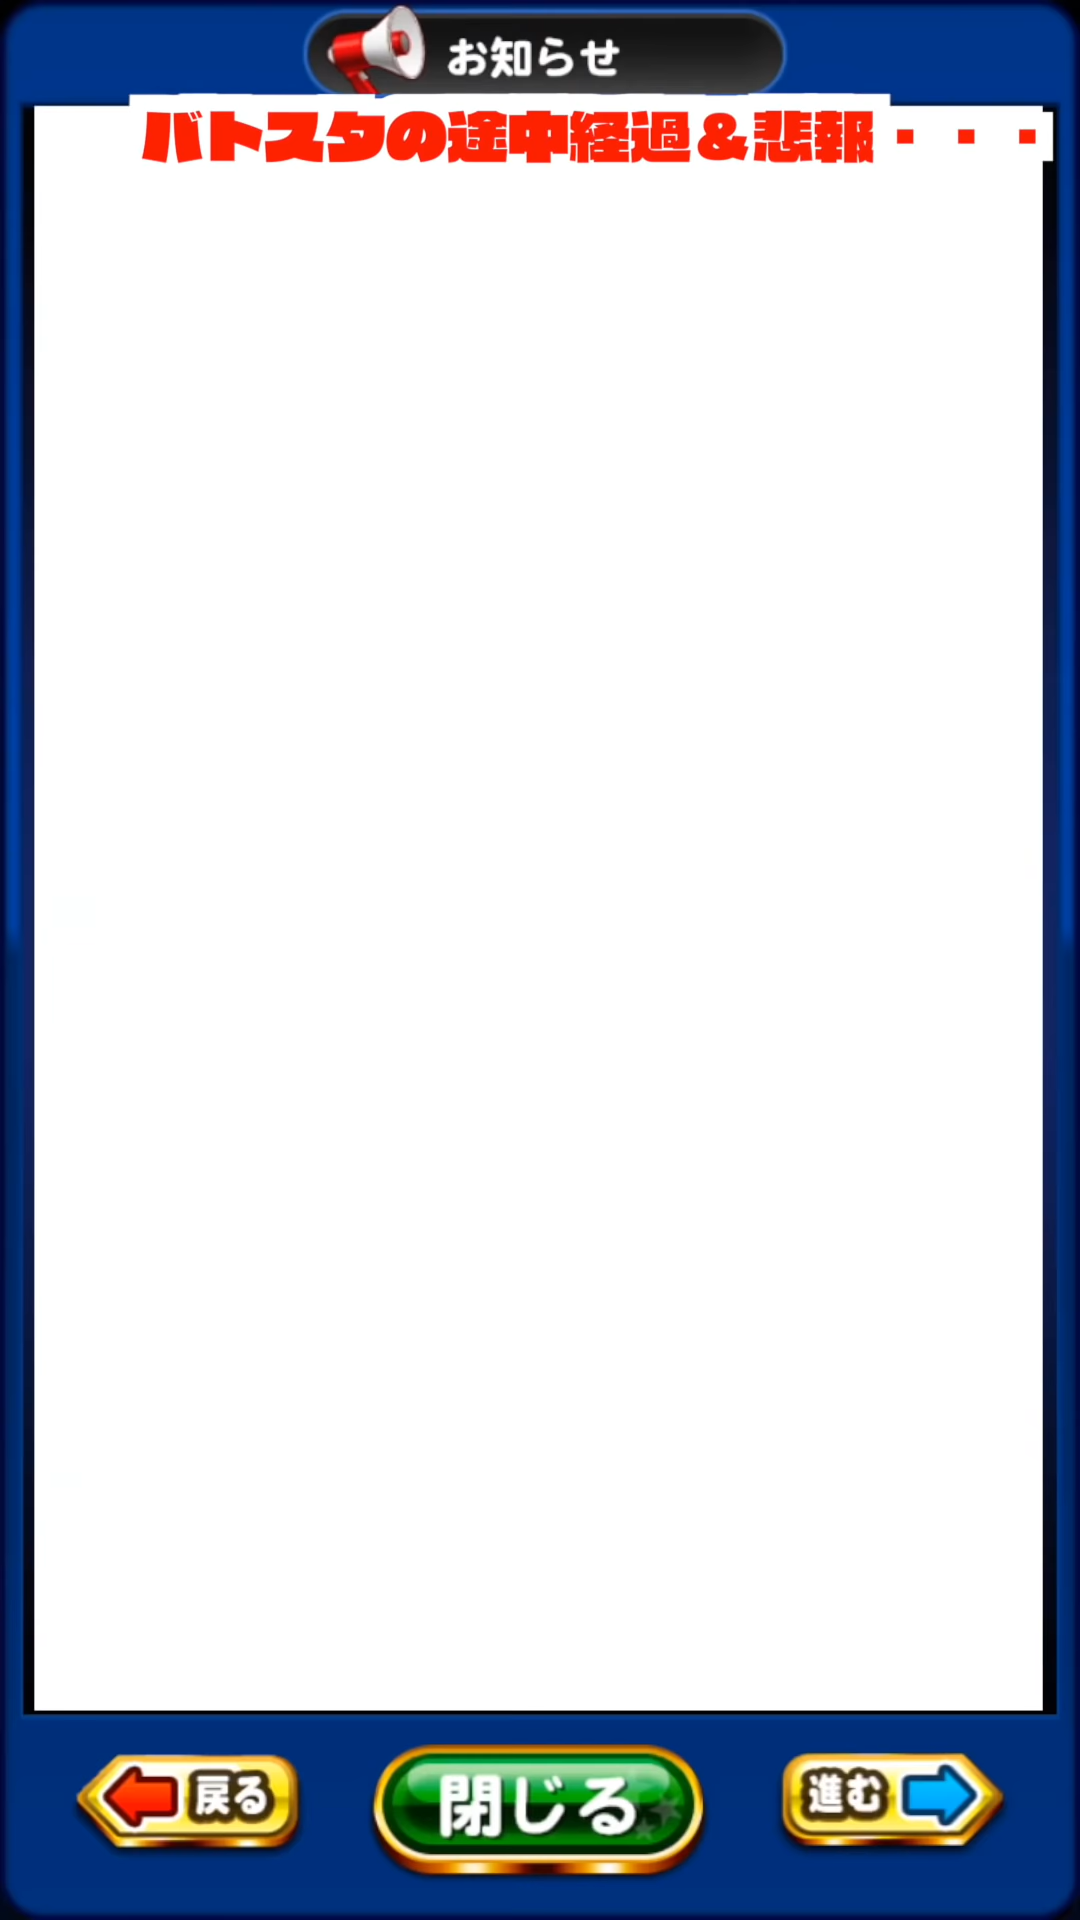 お知らせ
バトスタの途中経過＆悲報・・・
戻る
閉じる
進む